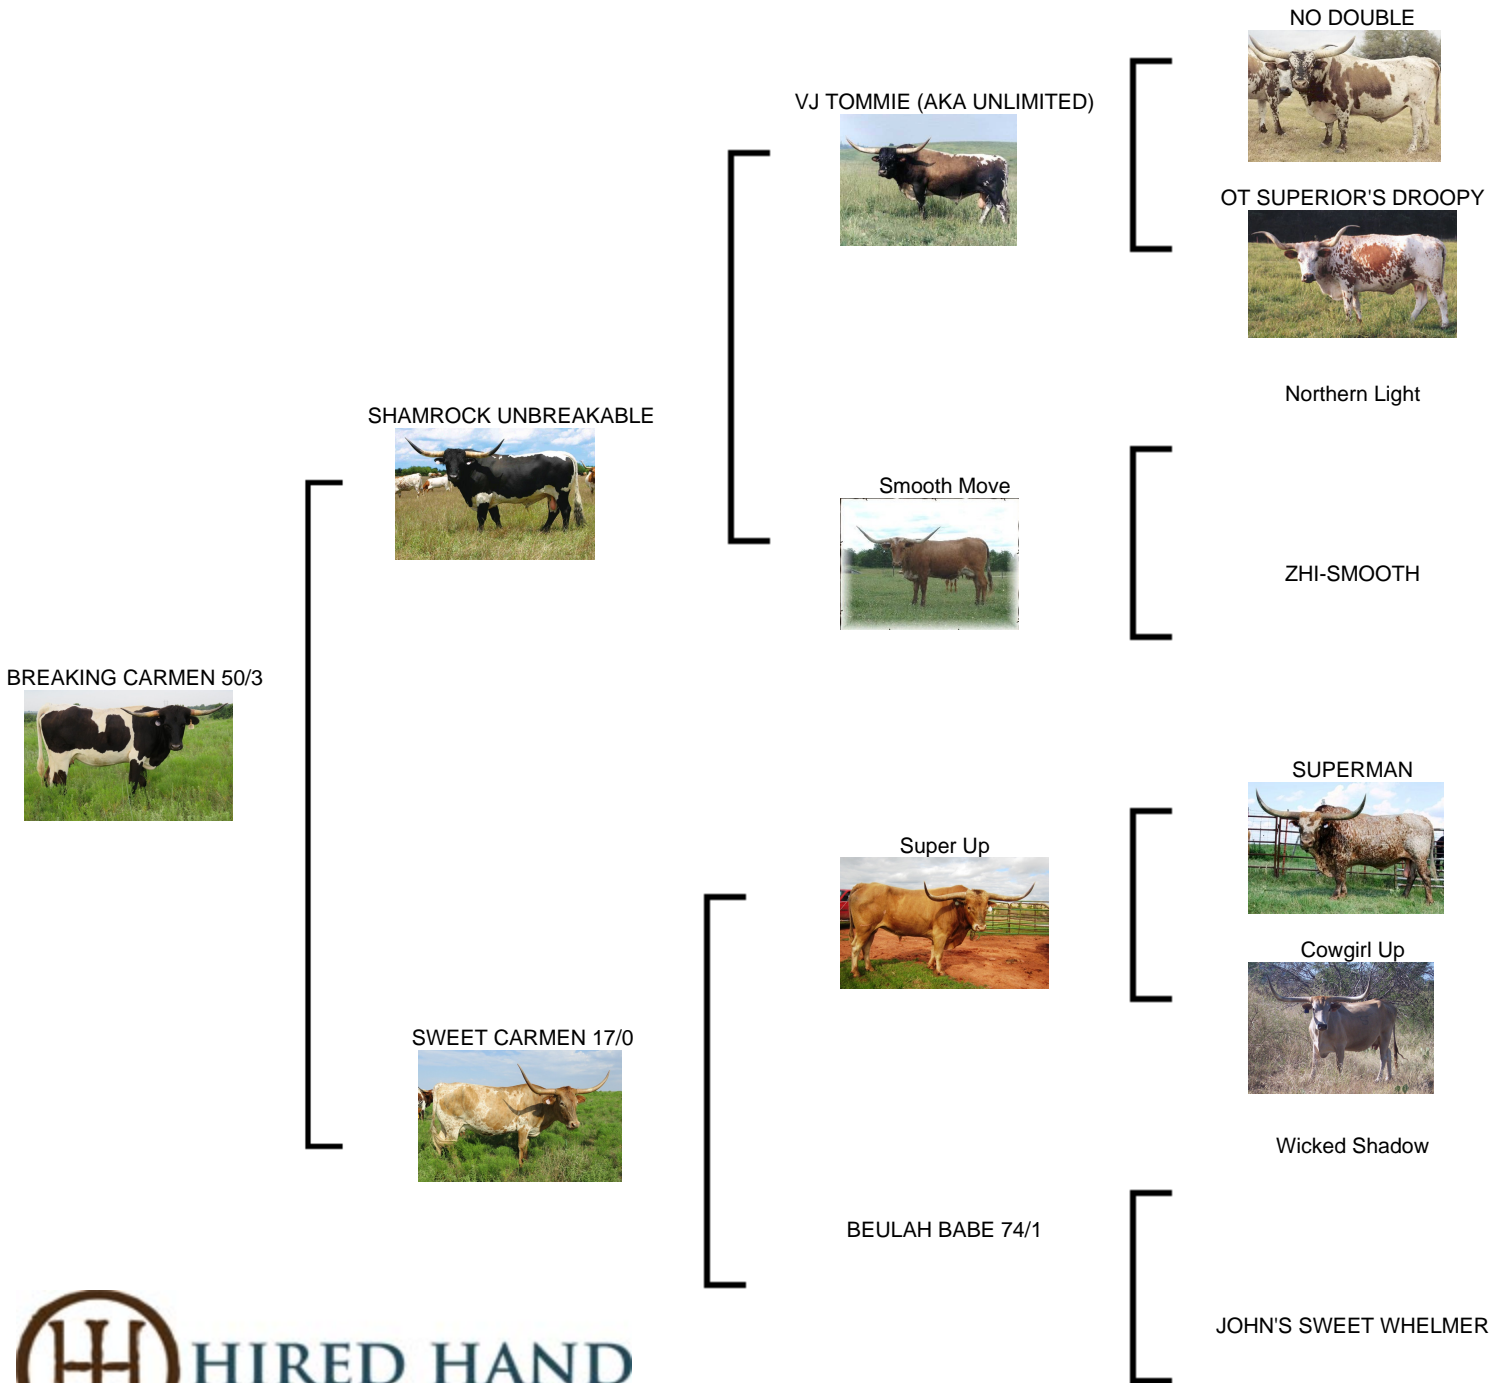 NO DOUBLE
VJ TOMMIE (AKA UNLIMITED)
OT SUPERIOR'S DROOPY
Northern Light
SHAMROCK UNBREAKABLE
Smooth Move
ZHI-SMOOTH
BREAKING CARMEN 50/3
SUPERMAN
Super Up
Cowgirl Up
SWEET CARMEN 17/0
Wicked Shadow
BEULAH BABE 74/1
JOHN'S SWEET WHELMER
HIRED HAND